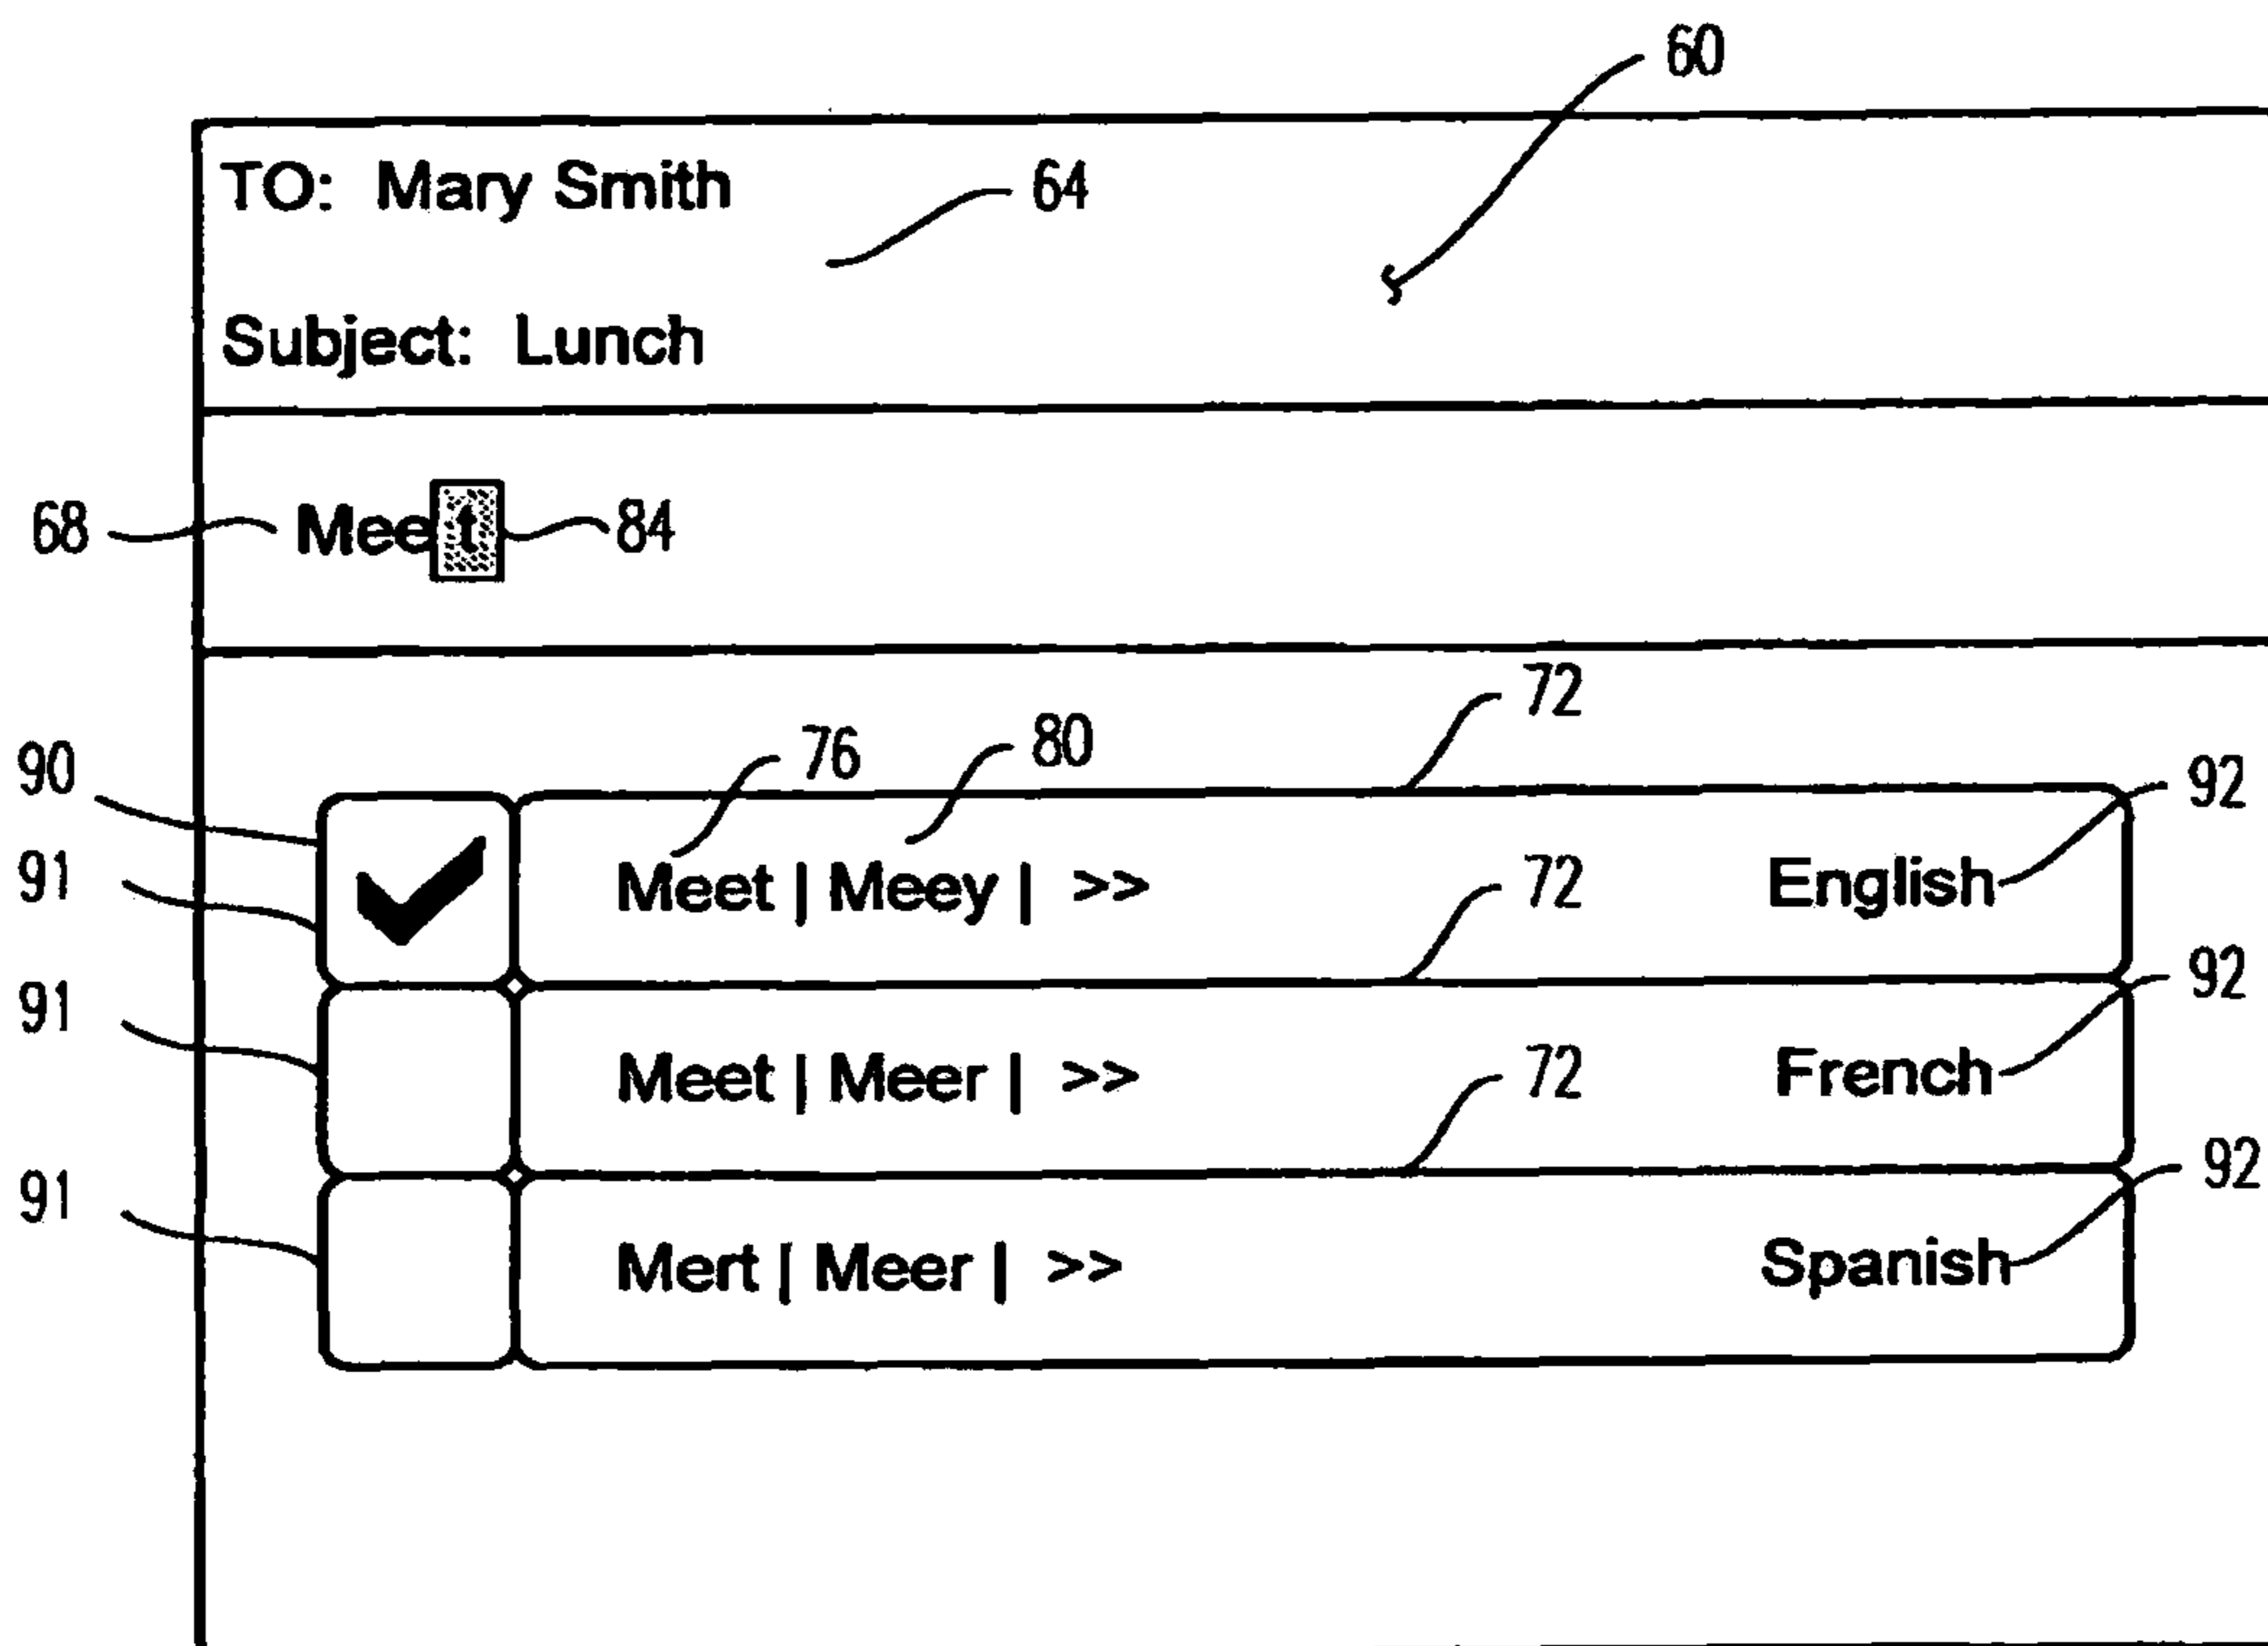 60
TO: Mary Smith 64
Subject: Lunch
68 Meet 84
72
90 76 80 92
91 Meet | Meey | >> 72 English
91 92
Meet | Meer | >> 72 French
91 92
Mert | Meer | >> Spanish